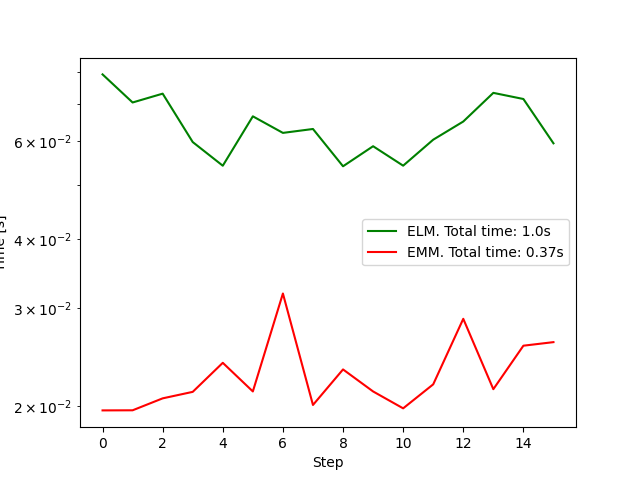 6 × 10⁻²
4 × 10⁻²
3 × 10⁻²
2 × 10⁻²
Time [s]
ELM. Total time: 1.0s
EMM. Total time: 0.37s
0 2 4 6 8 10 12 14
Step